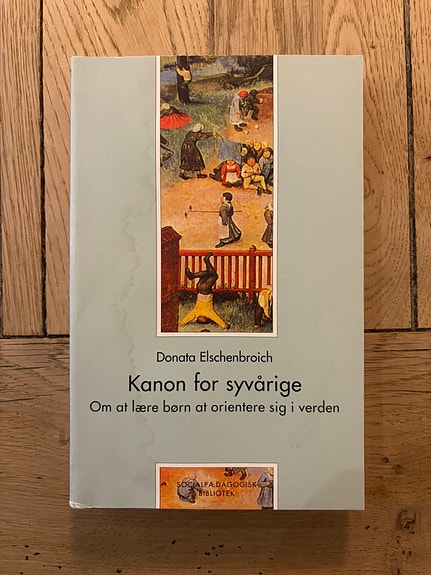 Donata Elschenbroich
Kanon for syvårige
Om at lære børn at orientere sig i verden
SOCIALPÆDAGOGISK
BIBLIOTEK